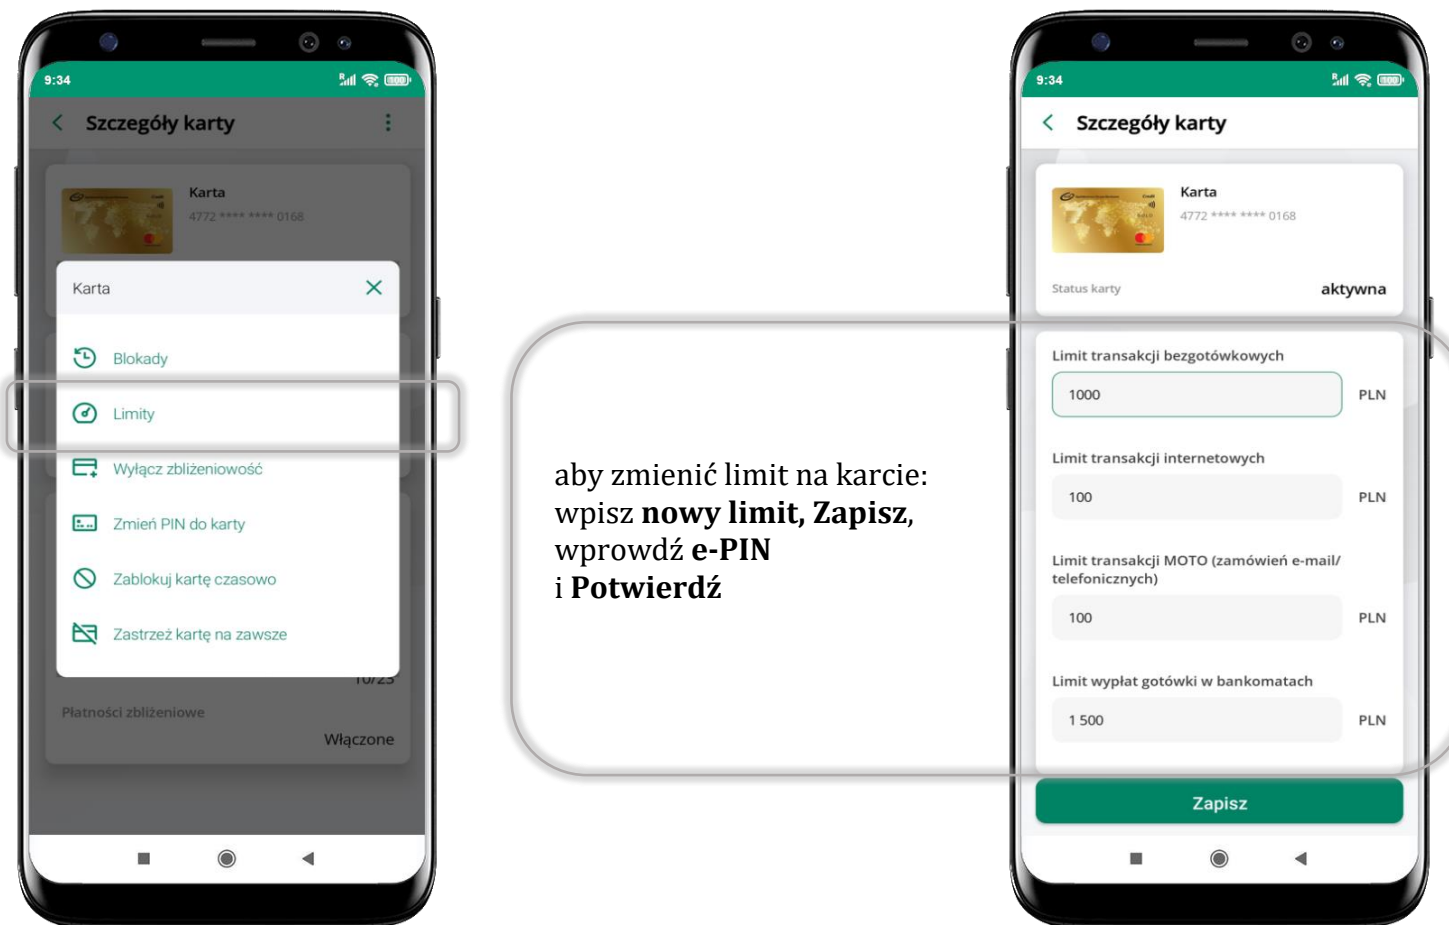 9:34
Szczegóły karty
Karta
4772 **** **** 0168
Karta
Blokady
Limity
Wyłącz zbliżeniowość
Zmień PIN do karty
Zablokuj kartę czasowo
Zastrzeż kartę na zawsze
10/25
Płatności zbliżeniowe
Włączone
aby zmienić limit na karcie:
wpisz nowy limit, Zapisz,
wprowdź e-PIN
i Potwierdź
9:34
Szczegóły karty
Karta
4772 **** **** 0168
Status karty aktywna
Limit transakcji bezgotówkowych
1000 PLN
Limit transakcji internetowych
100 PLN
Limit transakcji MOTO (zamówień e-mail/
telefonicznych)
100 PLN
Limit wypłat gotówki w bankomatach
1 500 PLN
Zapisz